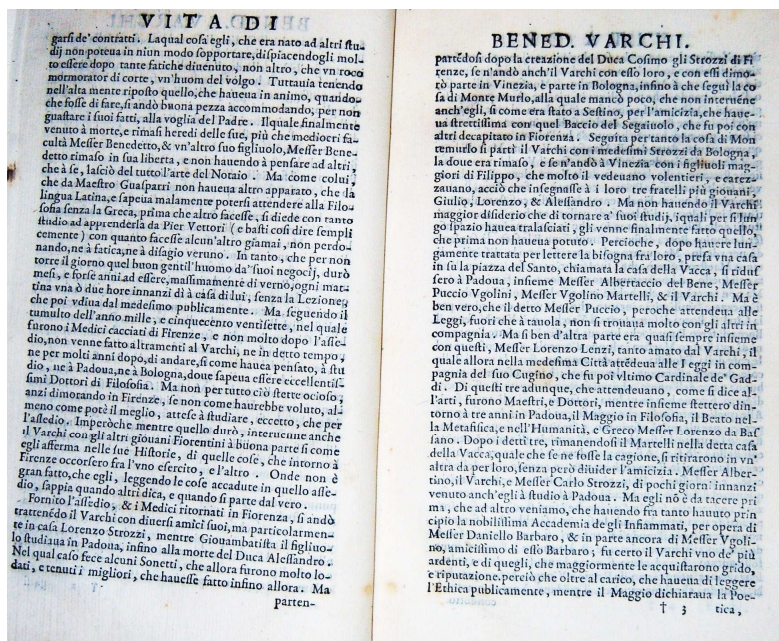 VITA DI
garsi de' contratti. Laqual cosa egli, che era nato ad altri stu-
dij non poteua in niun modo sopportare, dispiacendogli mol-
to essere dopo tante fatiche diuenuto, non altro, che vn roco
mormorator di corte, vn'huom del volgo. Tuttauia tenendo
nell'alta mente riposto quello, che haueua in animo, quando
che fosse di fare, si andò buona pezza accommodando, per non
guastare i suoi fatti, alla voglia del Padre. Ilquale finalmente
venuto à morte, e rimasi heredi delle sue, più che mediocri fa-
cultà Messer Benedetto, & vn'altro suo figliuolo, Messer Bene-
detto rimaso in sua liberta, e non hauendo à pensare ad altri,
che à se, lasciò del tutto l'arte del Notaio. Ma come colui,
che da Maestro Guasparri non haueua altro apparato, che la
lingua Latina, e sapeua malamente potersi attendere alla Filo-
sofia senza la Greca, prima che altro facesse, si diede con tanto
studio ad apprenderla da Pier Vettori (e basti cosi dire sempli
cemente) con quanto facesse alcun'altro giamai, non perdo-
nando, ne à fatica, ne à disagio veruno. In tanto, che per non
torre il giorno quel buon gentil'huomo da' suoi negocij, durò
mesi, e forse anni ad essere, massimamente di verno, ogni mat-
tina vna ò due hore innanzi dì à casa di lui, senza la Lezione,
che poi vdiua dal medesimo publicamente. Ma seguendo il
tumulto dell'anno mille, e cinquecento ventisette, nel quale
furono i Medici cacciati di Firenze, e non molto dopo l'asse-
dio, non venne fatto altramenti al Varchi, ne in detto tempo,
ne per molti anni dopo, di andare, si come hauea pensato, à stu
dio, ne à Padoua, ne à Bologna, doue sapeua essere eccellentis-
simi Dottori di Filosofia. Ma non per tutto ciò stette ocioso,
anzi dimorando in Firenze, se non come haurebbe voluto, al-
meno come potè il meglio, attese à studiare, eccetto, che per
l'assedio. Imperòche mentre quello durò, interuenne anche
il Varchi con gli altri giouani Fiorentini à buona parte si come
egli afferma nelle sue Historie, di quelle cose, che intorno à
Firenze occorsero fra l'vno esercito, e l'altro. Onde non è
gran fatto, che egli, leggendo le cose accadute in quello asse-
dio, sappia quando altri dica, e quando si parte dal vero.
Fornito l'assedio, & i Medici ritornati in Fiorenza, si andò
trattenẽdo il Varchi con diuersi amici suoi, ma particolarmen-
te in casa Lorenzo Strozzi, mentre Giouambatista il figliuo-
lo studiaua in Padoua, infino alla morte del Duca Alessandro.
Nel qual caso fece alcuni Sonetti, che allora furono molto lo-
dati, e tenuti i migliori, che hauesse fatto infino allora. Ma
parten-
BENED. VARCHI.
partẽdosi dopo la creazione del Duca Cosimo gli Strozzi di Fi
renze, se n'andò anch'il Varchi con esso loro, e con essi dimo-
rò parte in Vinezia, e parte in Bologna, infino à che seguì la co
sa di Monte Murlo, alla quale mancò poco, che non interuẽne
anch'egli, si come era stato à Sestino, per l'amicizia, che haue-
ua strettissima con quel Baccio del Segaiuolo, che fu poi con
altri decapitato in Fiorenza. Seguita per tanto la cosa di Mon
temurlo si partì il Varchi con i medesimi Strozzi da Bologna,
la doue era rimaso, e se n'andò à Vinezia con i figliuoli mag-
giori di Filippo, che molto il vedeuano volentieri, e carez-
zauano, acciò che insegnasse à i loro tre fratelli più giouani,
Giulio, Lorenzo, & Alessandro. Ma non hauendo il Varchi
maggior disiderio che di tornare a' suoi studij, iquali per sì lun
go spazio hauea tralasciati, gli venne finalmente fatto quello,
che prima non haueua potuto. Percioche, dopo hauere lun-
gamente trattata per lettere la bisogna fra loro, presa vna casa
in su la piazza del Santo, chiamata la casa della Vacca, si ridus
sero à Padoua, insieme Messer Albertaccio del Bene, Messer
Puccio Vgolini, Messer Vgolino Martelli, & il Varchi. Ma è
ben vero, che il detto Messer Puccio, peroche attendeua alle
Leggi, fuori che à tauola, non si trouaua molto con gli altri in
compagnia. Ma si ben d'altra parte era quasi sempre insieme
con questi, Messer Lorenzo Lenzi, tanto amato dal Varchi, il
quale allora nella medesima Città attedeua alle Leggi in com-
pagnia del suo Cugino, che fu poi vltimo Cardinale de' Gad-
di. Di questi tre adunque, che attendeuano, come si dice al-
l'arti, furono Maestri, e Dottori, mentre insieme stettero din-
torno à tre anni in Padoua, il Maggio in Filosofia, il Beato nel-
la Metafisica, e nell'Humanità, e Greco Messer Lorenzo da Bas
sano. Dopo i detti tre, rimanendosi il Martelli nella detta casa
della Vacca, quale che se ne fosse la cagione, si ritirarono in vn'
altra da per loro, senza però diuider l'amicizia. Messer Alber-
tino, il Varchi, e Messer Carlo Strozzi, di pochi giorni innanzi
venuto anch'egli à studio à Padoua. Ma egli nõ è da tacere pri
ma, che ad altro veniamo, che hauendo fra tanto hauuto prin
cipio la nobilissima Accademia de gli Infiammati, per opera di
Messer Daniello Barbaro, & in parte ancora di Messer Vgoli-
no, amicissimo di esso Barbaro; fu certo il Varchi vno de' più
ardenti, e di quegli, che maggiormente le acquistarono grido,
e riputazione. perciò che oltre al carico, che haueua di leggere
l'Ethica publicamente, mentre il Maggio dichiaraua la Poe-
† 3 tica,